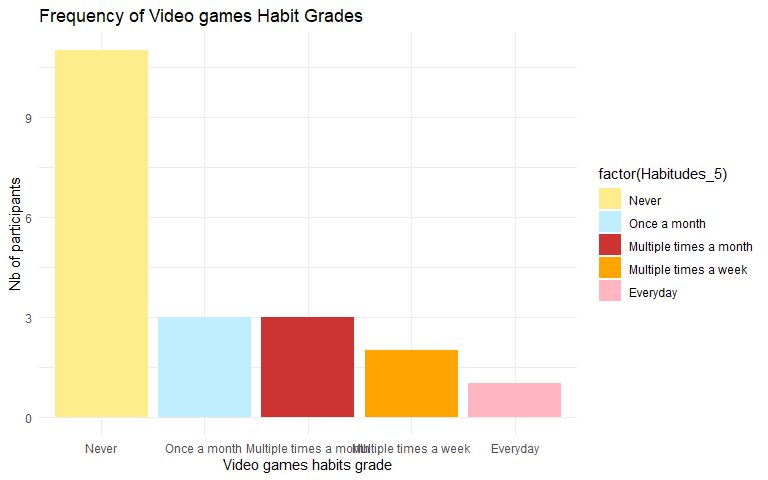 Frequency of Video games Habit Grades
Nb of participants
9
6
3
0
Never
Once a month
Multiple times a month
Multiple times a week
Everyday
Video games habits grade
factor(Habitudes_5)
Never
Once a month
Multiple times a month
Multiple times a week
Everyday